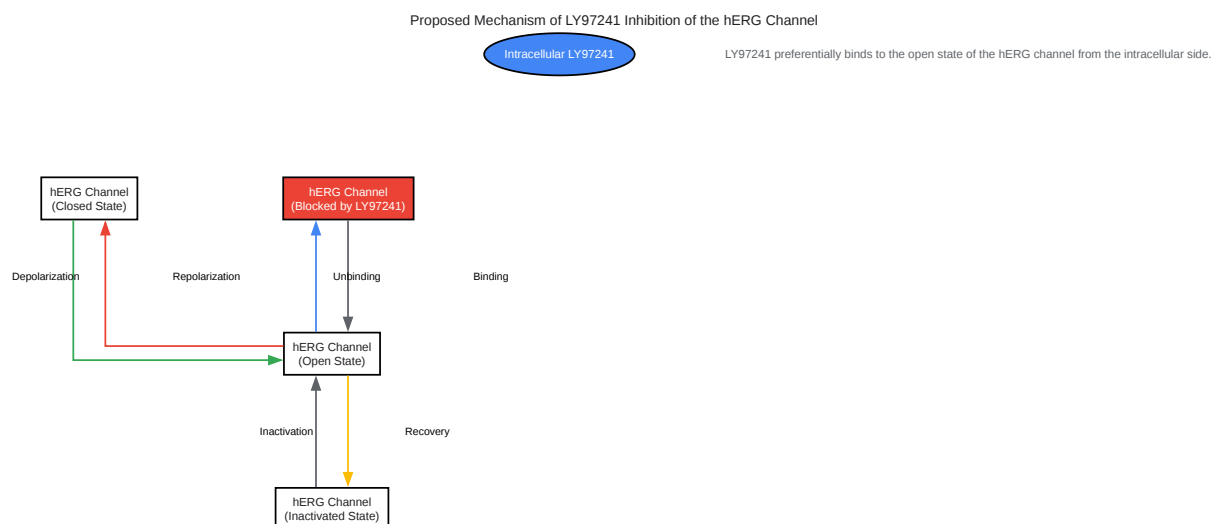 Proposed Mechanism of LY97241 Inhibition of the hERG Channel
Intracellular LY97241
LY97241 preferentially binds to the open state of the hERG channel from the intracellular side.
hERG Channel
(Closed State)
hERG Channel
(Blocked by LY97241)
Depolarization
Repolarization
Unbinding
Binding
hERG Channel
(Open State)
Inactivation
Recovery
hERG Channel
(Inactivated State)